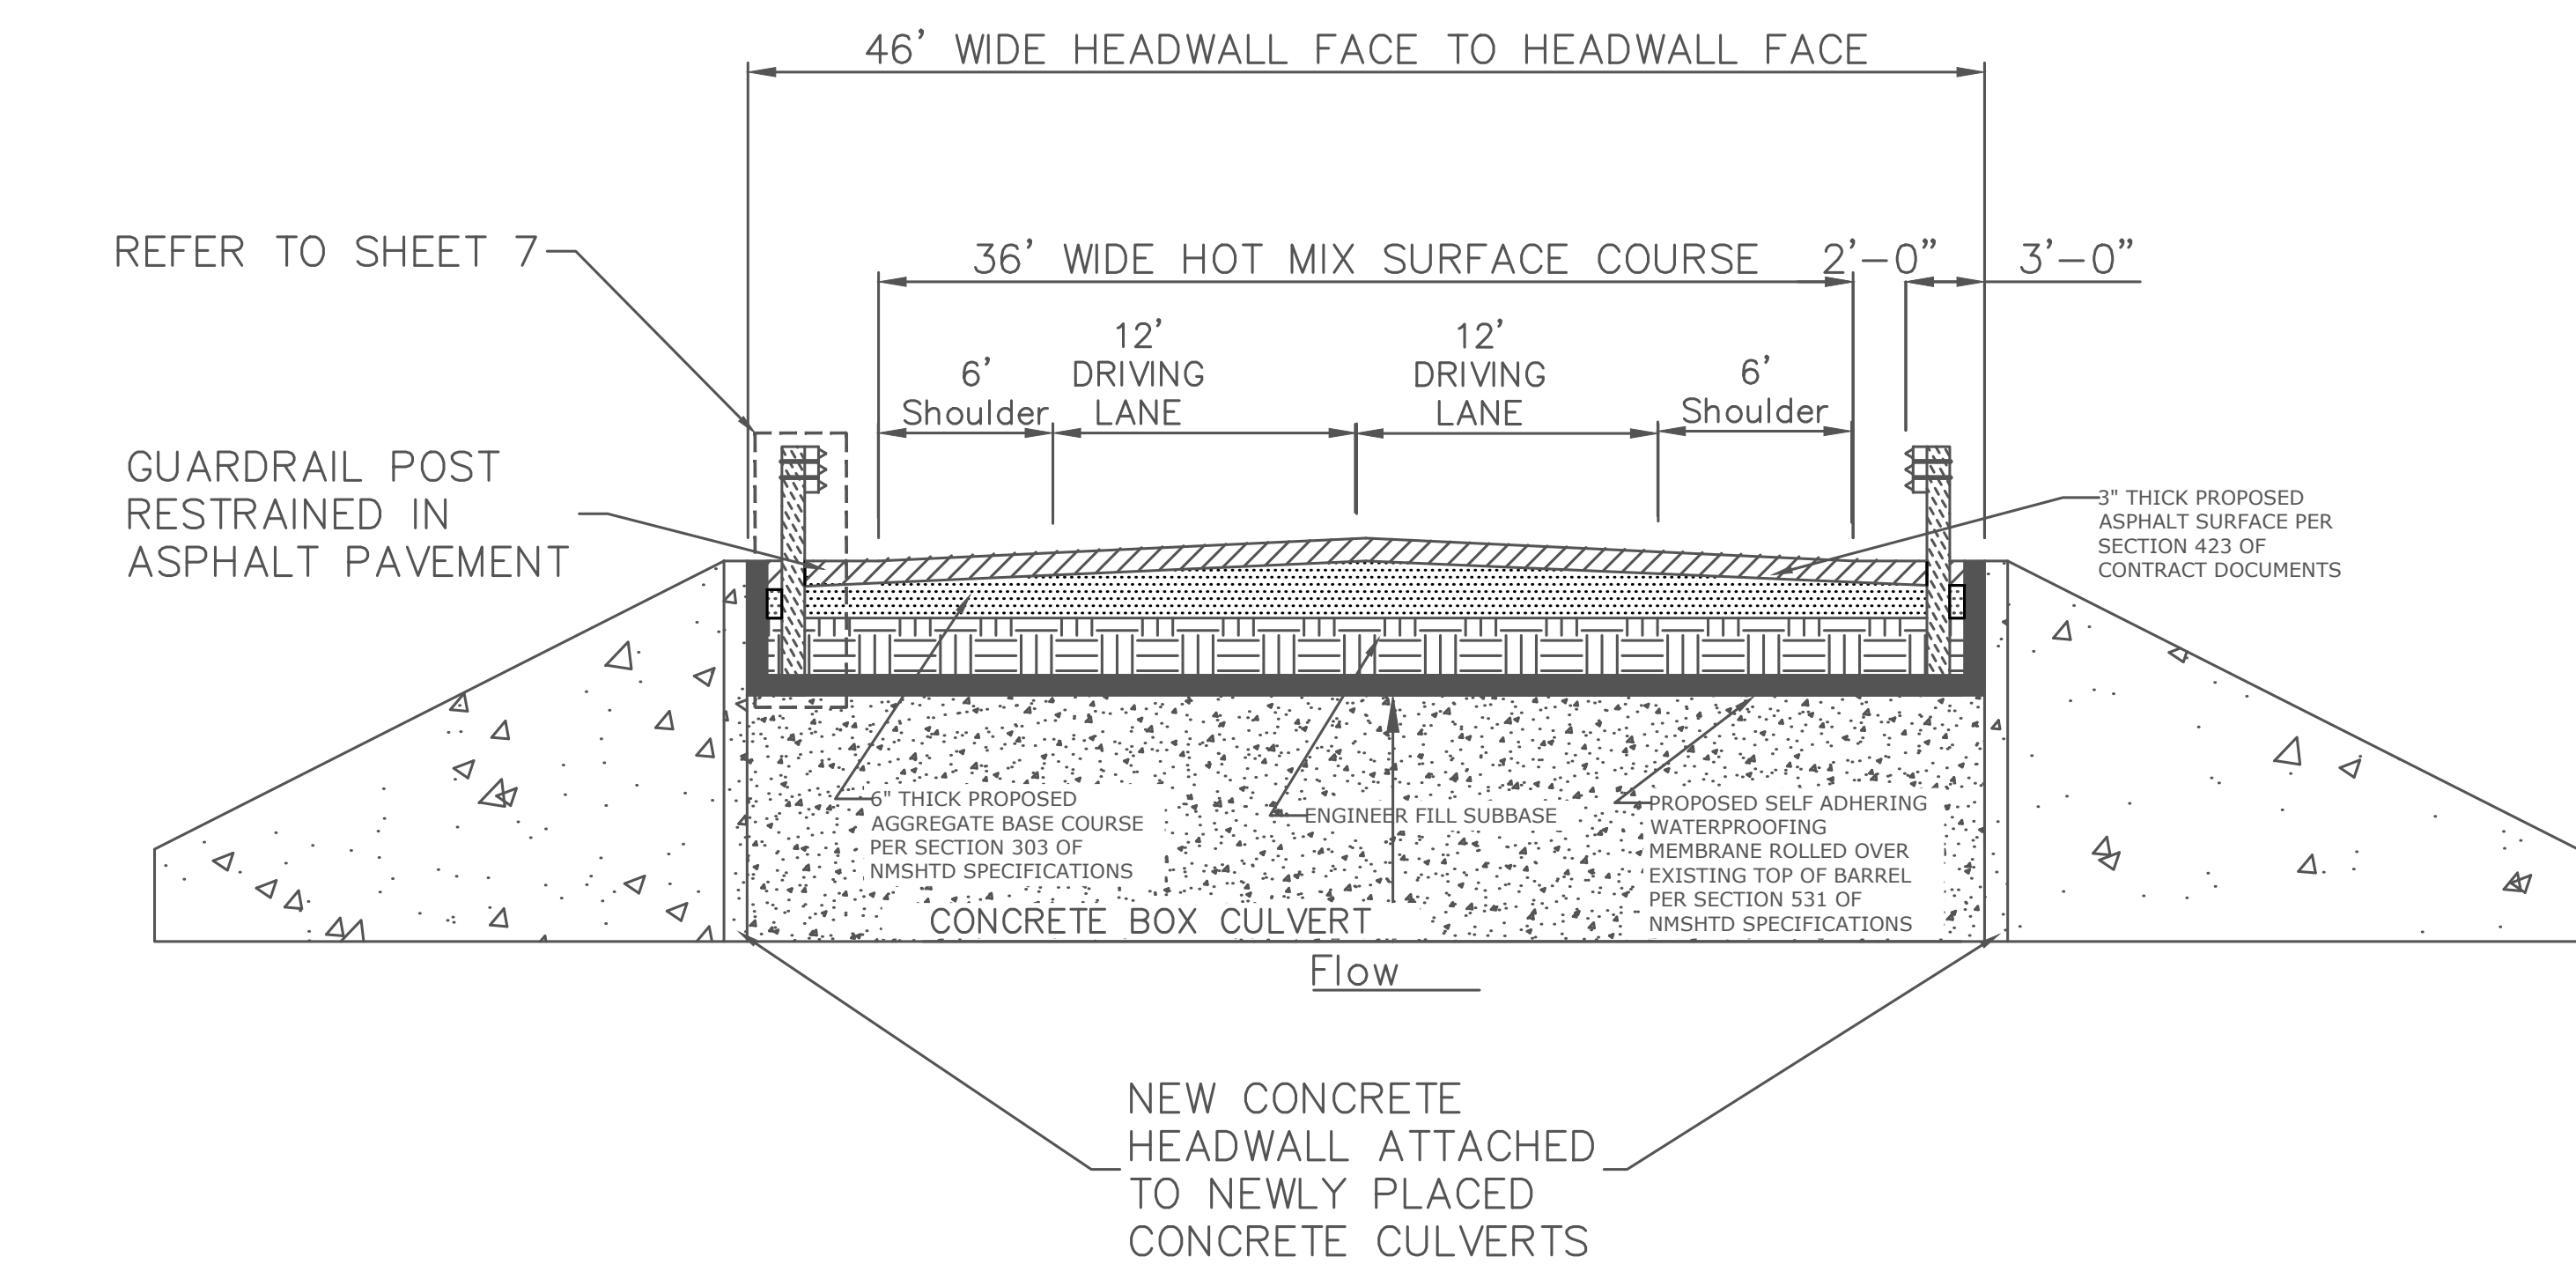 46' WIDE HEADWALL FACE TO HEADWALL FACE
REFER TO SHEET 7
36' WIDE HOT MIX SURFACE COURSE
2'-0"
3'-0"
6'
Shoulder
12'
DRIVING
LANE
12'
DRIVING
LANE
6'
Shoulder
GUARDRAIL POST
RESTRAINED IN
ASPHALT PAVEMENT
3" THICK PROPOSED
ASPHALT SURFACE PER
SECTION 423 OF
CONTRACT DOCUMENTS
6" THICK PROPOSED
AGGREGATE BASE COURSE
PER SECTION 303 OF
NMSHTD SPECIFICATIONS
ENGINEER FILL SUBBASE
PROPOSED SELF ADHERING
WATERPROOFING
MEMBRANE ROLLED OVER
EXISTING TOP OF BARREL
PER SECTION 531 OF
NMSHTD SPECIFICATIONS
CONCRETE BOX CULVERT
Flow
NEW CONCRETE
HEADWALL ATTACHED
TO NEWLY PLACED
CONCRETE CULVERTS